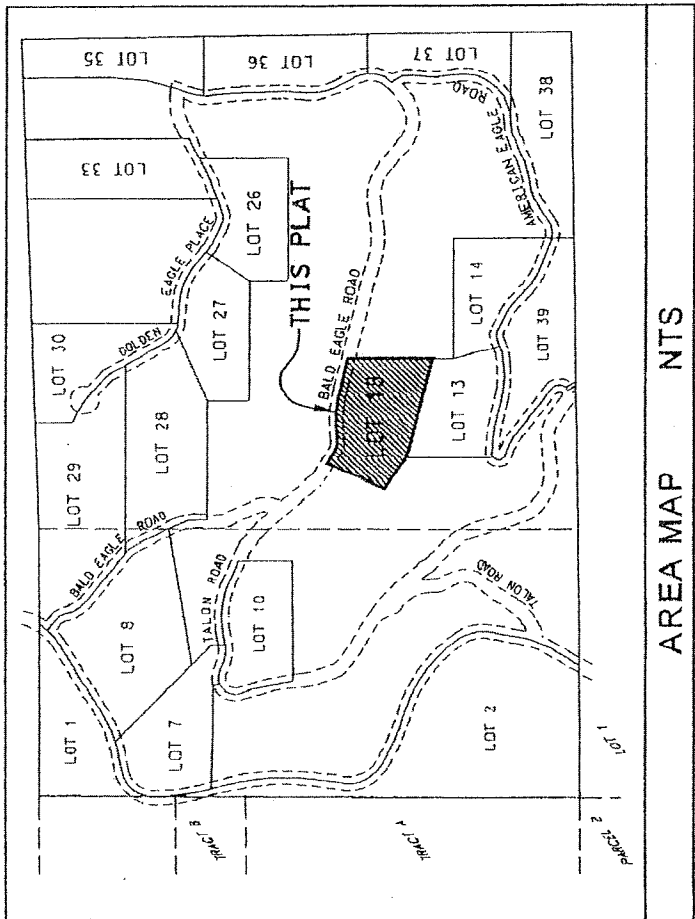 LOT 1
LOT 29
LOT 30
LOT 35
LOT 33
BALD EAGLE ROAD
GOLDEN
EAGLE PLACE
LOT 8
LOT 28
LOT 7
TRACT B
TALON ROAD
LOT 27
LOT 26
LOT 36
LOT 10
THIS PLAT
BALD EAGLE ROAD
LOT
TRACT A
LOT 37
LOT 13
LOT 14
AMERICAN EAGLE ROAD
LOT 2
TALON ROAD
LOT 39
LOT 38
PARCEL 2
LOT 1
AREA MAP NTS